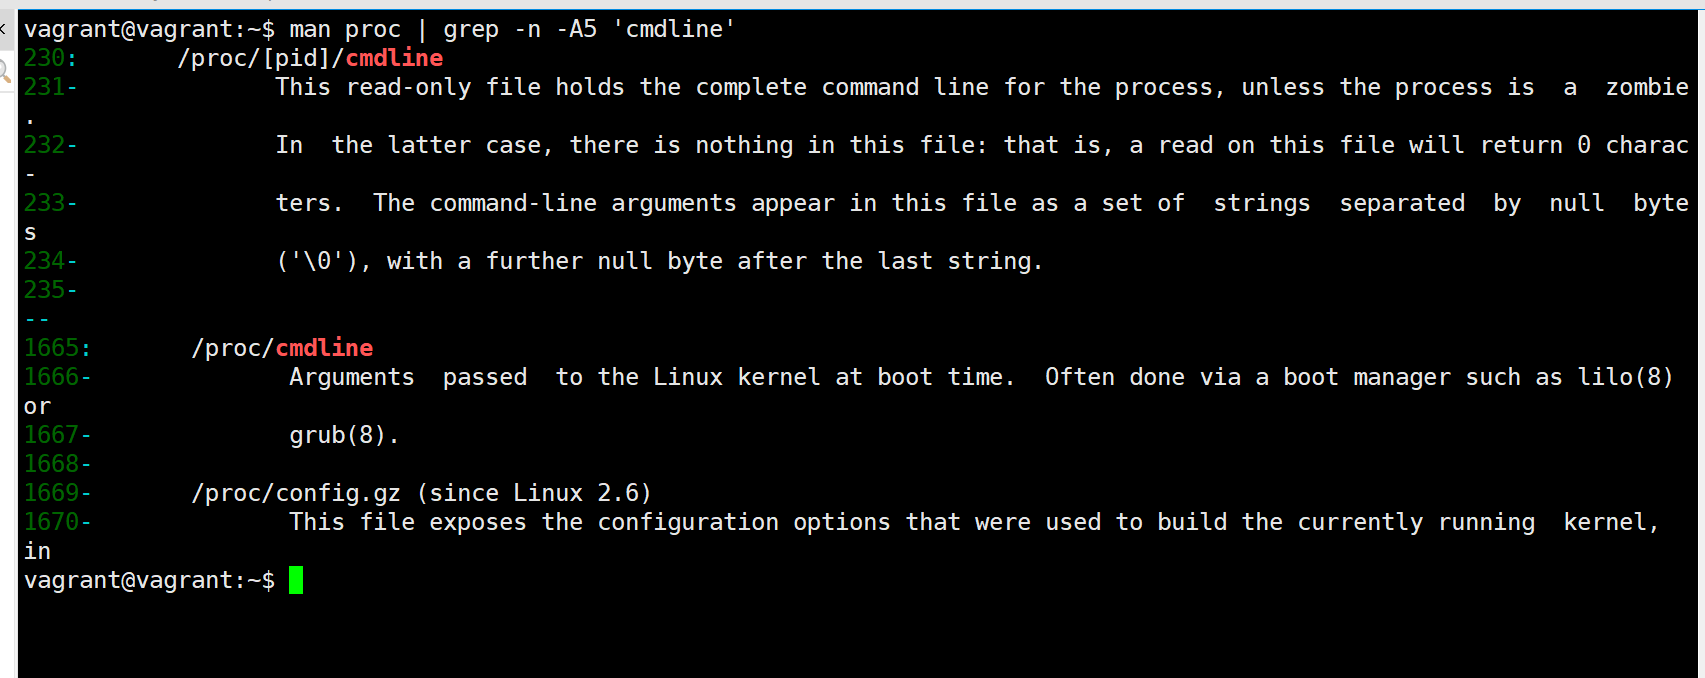 vagrant@vagrant:~$ man proc | grep -n -A5 'cmdline'
230:       /proc/[pid]/cmdline
231-              This read-only file holds the complete command line for the process, unless the process is  a  zombie
.
232-              In  the latter case, there is nothing in this file: that is, a read on this file will return 0 charac
-
233-              ters.  The command-line arguments appear in this file as a set of  strings  separated  by  null  byte
s
234-              ('\0'), with a further null byte after the last string.
235-
--
1665:       /proc/cmdline
1666-              Arguments  passed  to the Linux kernel at boot time.  Often done via a boot manager such as lilo(8)
or
1667-              grub(8).
1668-
1669-       /proc/config.gz (since Linux 2.6)
1670-              This file exposes the configuration options that were used to build the currently running  kernel,
in
vagrant@vagrant:~$